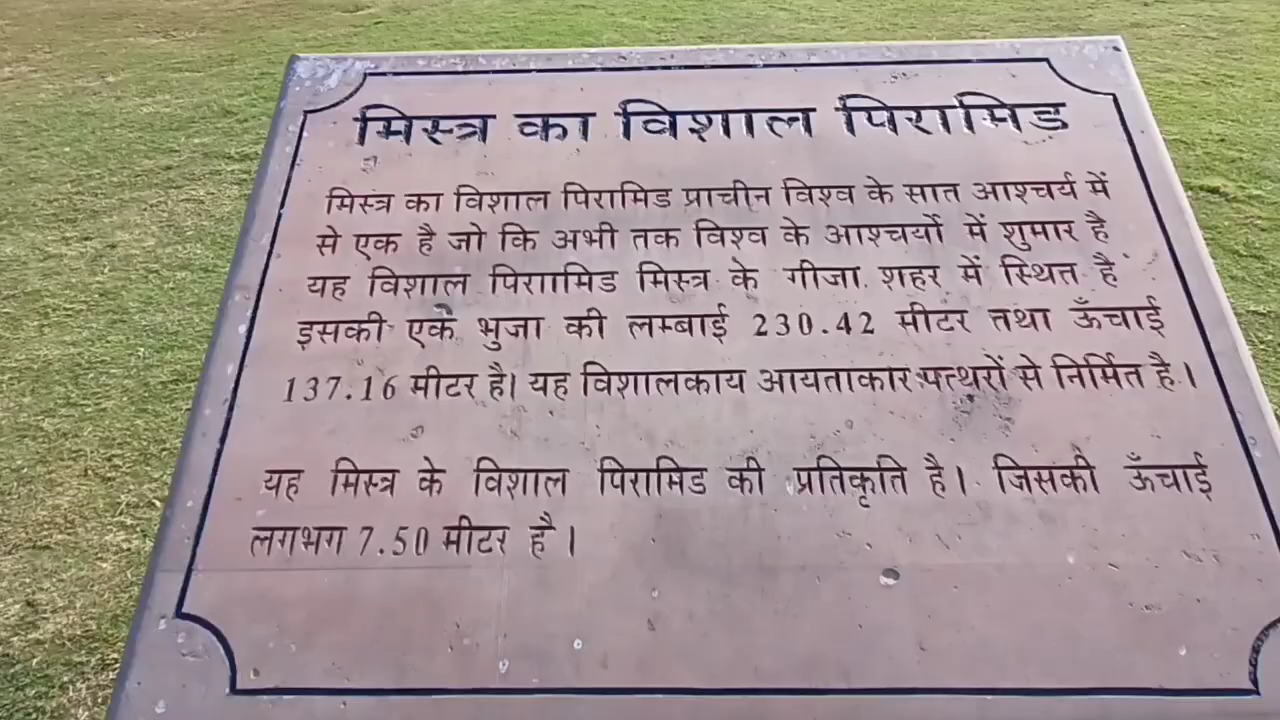 मिस्त्र का विशाल पिरामिड
मिस्त्र का विशाल पिरामिड प्राचीन विश्व के सात आश्चर्य में
से एक है जो कि अभी तक विश्व के आश्चर्यों में शुमार है
यह विशाल पिराामिड मिस्त्र के गीजा शहर में स्थित है
इसकी एक भुजा की लम्बाई 230.42 मीटर तथा ऊँचाई
137.16 मीटर है। यह विशालकाय आयताकार पत्थरों से निर्मित है।
यह मिस्त्र के विशाल पिरामिड की प्रतिकृति है। जिसकी ऊँचाई
लगभग 7.50 मीटर है।